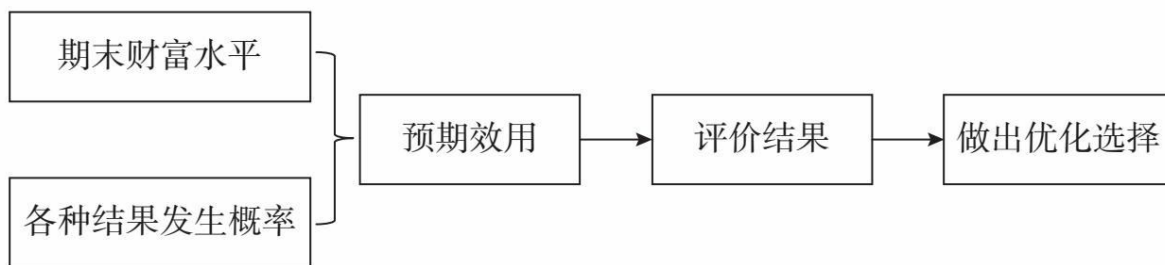 期末财富水平
各种结果发生概率
预期效用
评价结果
做出优化选择